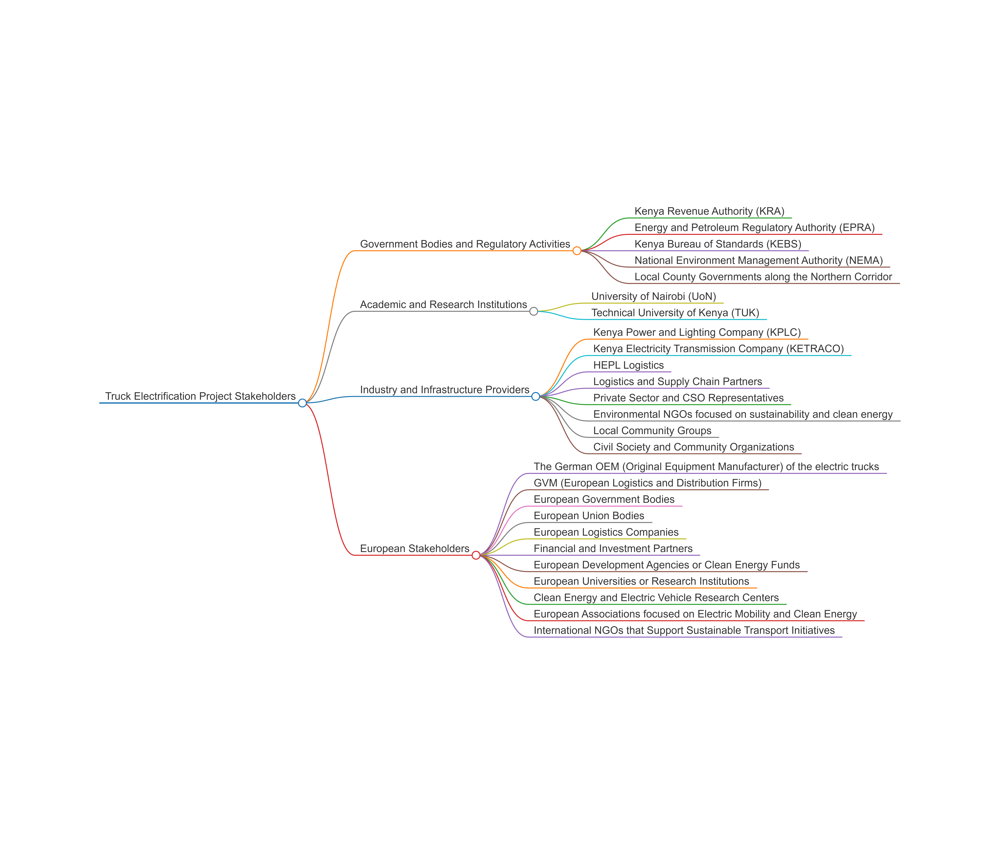 Truck Electrification Project Stakeholders
Government Bodies and Regulatory Activities
Kenya Revenue Authority (KRA)
Energy and Petroleum Regulatory Authority (EPRA)
Kenya Bureau of Standards (KEBS)
National Environment Management Authority (NEMA)
Local County Governments along the Northern Corridor
Academic and Research Institutions
University of Nairobi (UoN)
Technical University of Kenya (TUK)
Industry and Infrastructure Providers
Kenya Power and Lighting Company (KPLC)
Kenya Electricity Transmission Company (KETRACO)
HEPL Logistics
Logistics and Supply Chain Partners
Private Sector and CSO Representatives
Environmental NGOs focused on sustainability and clean energy
Local Community Groups
Civil Society and Community Organizations
European Stakeholders
The German OEM (Original Equipment Manufacturer) of the electric trucks
GVM (European Logistics and Distribution Firms)
European Government Bodies
European Union Bodies
European Logistics Companies
Financial and Investment Partners
European Development Agencies or Clean Energy Funds
European Universities or Research Institutions
Clean Energy and Electric Vehicle Research Centers
European Associations focused on Electric Mobility and Clean Energy
International NGOs that Support Sustainable Transport Initiatives